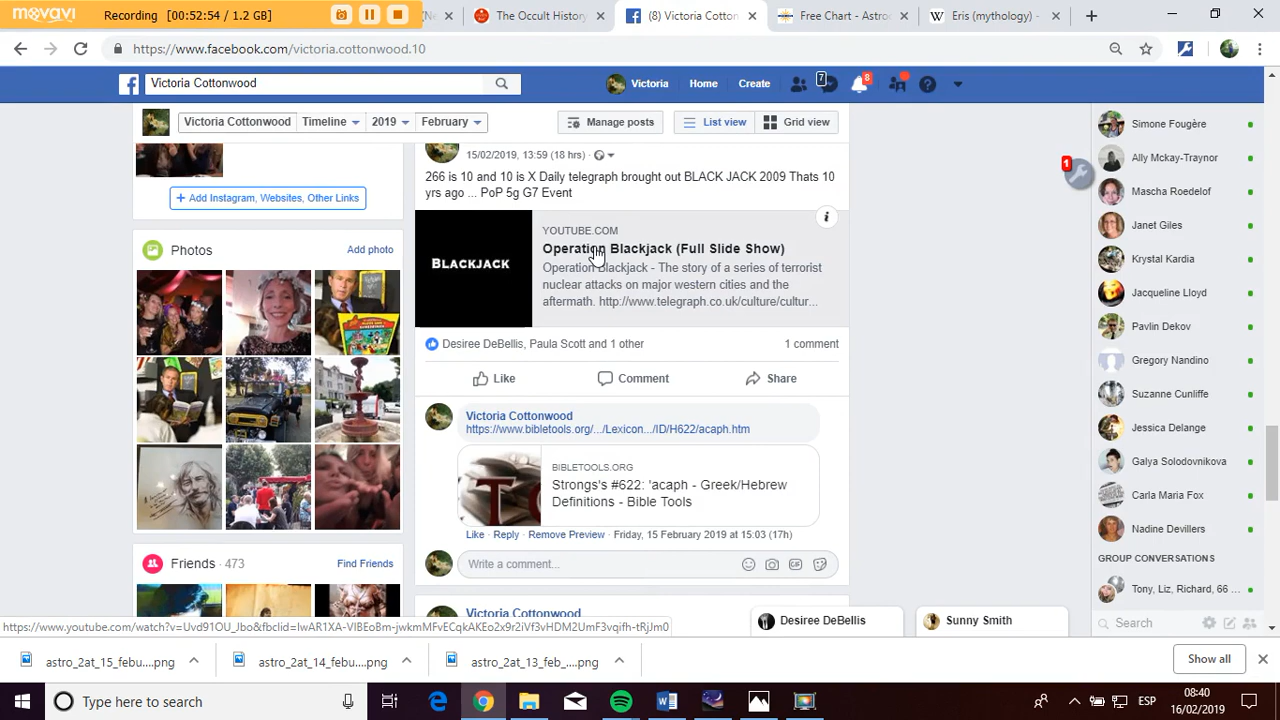 movavi
Recording (00:52:54 / 1.2 GB)
The Occult History
(8) Victoria Cotton
Free Chart - Astro
Eris (mythology)
https://www.facebook.com/victoria.cottonwood.10
Victoria Cottonwood
Victoria
Home
Create
7
8
Victoria Cottonwood
Timeline
2019
February
Manage posts
List view
Grid view
15/02/2019, 13:59 (18 hrs)
266 is 10 and 10 is X Daily telegraph brought out BLACK JACK 2009 Thats 10
yrs ago ... PoP 5g G7 Event
YOUTUBE.COM
Operation Blackjack (Full Slide Show)
Operation Blackjack - The story of a series of terrorist
nuclear attacks on major western cities and the
aftermath. http://www.telegraph.co.uk/culture/cultur...
BLACKJACK
Desiree DeBellis, Paula Scott and 1 other
1 comment
Like
Comment
Share
Victoria Cottonwood
https://www.bibletools.org/.../Lexicon.../ID/H622/acaph.htm
BIBLETOOLS.ORG
Strongs's #622: 'acaph - Greek/Hebrew
Definitions - Bible Tools
Like · Reply · Remove Preview · Friday, 15 February 2019 at 15:03 (17h)
Write a comment...
Victoria Cottonwood
+ Add Instagram, Websites, Other Links
Photos
Add photo
Friends · 473
Find Friends
1
Simone Fougère
Ally Mckay-Traynor
Mascha Roedelof
Janet Giles
Krystal Kardia
Jacqueline Lloyd
Pavlin Dekov
Gregory Nandino
Suzanne Cunliffe
Jessica Delange
Galya Solodovnikova
Carla Maria Fox
Nadine Devillers
GROUP CONVERSATIONS
Tony, Liz, Richard, 66 ...
Search
Desiree DeBellis
Sunny Smith
astro_2at_15_febu....png
astro_2at_14_febu....png
astro_2at_13_feb_....png
Show all
Type here to search
ESP
08:40
16/02/2019